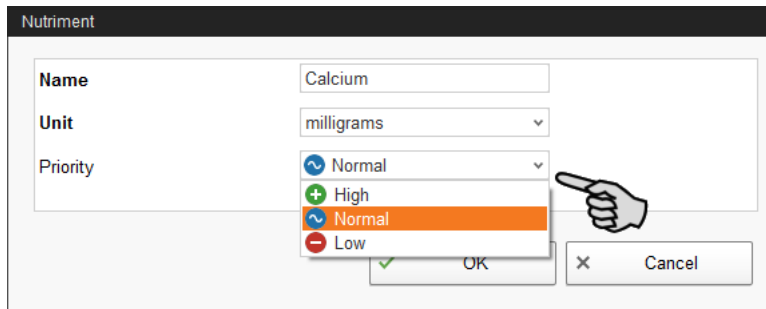 Nutriment
Name Calcium
Unit milligrams
Priority Normal
High
Normal
Low
OK Cancel